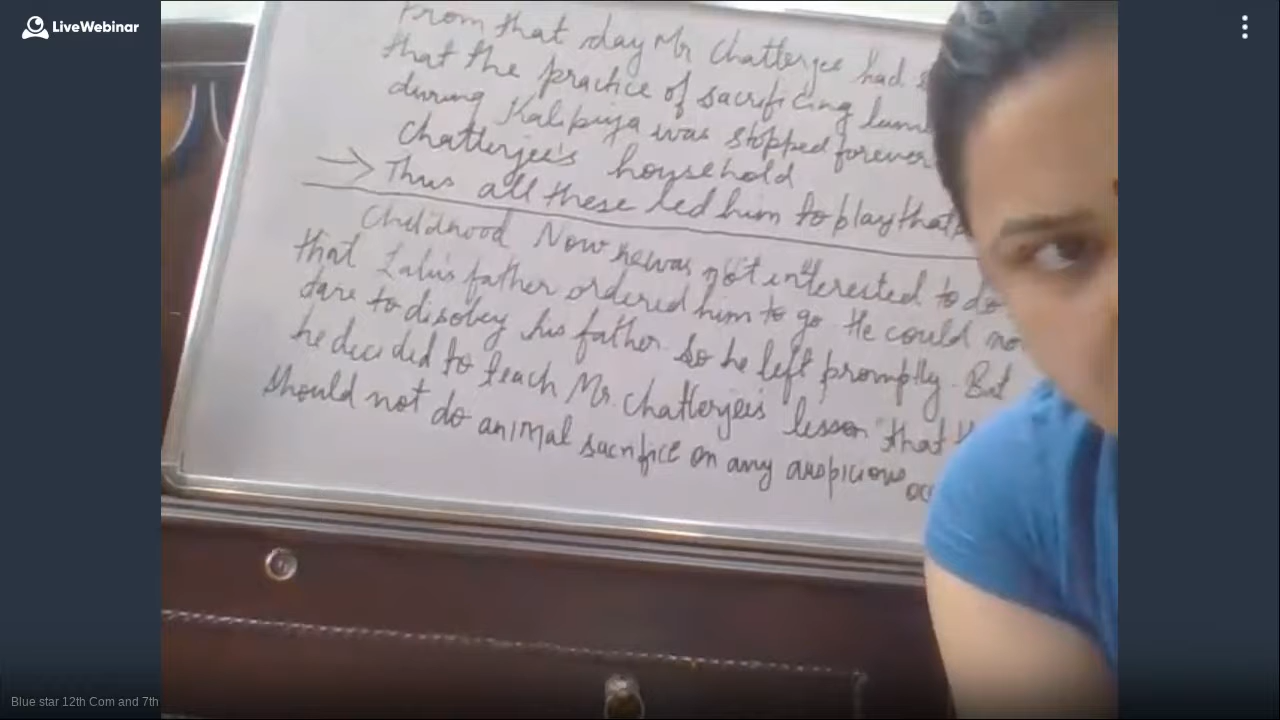 LiveWebinar
From that day Mr Chatterjee had
that the practice of sacrificing
during Kalipuja was stopped forever
Chatterjee's household
→ Thus all these led him to play that
Childhood Now he was not interested to do
that Lalu's father ordered him to go. He could no
dare to disobey his father. So he left promptly. But
he decided to teach Mr. Chatterjee's lesson that
should not do animal sacrifice on any auspicious
Blue star 12th Com and 7th